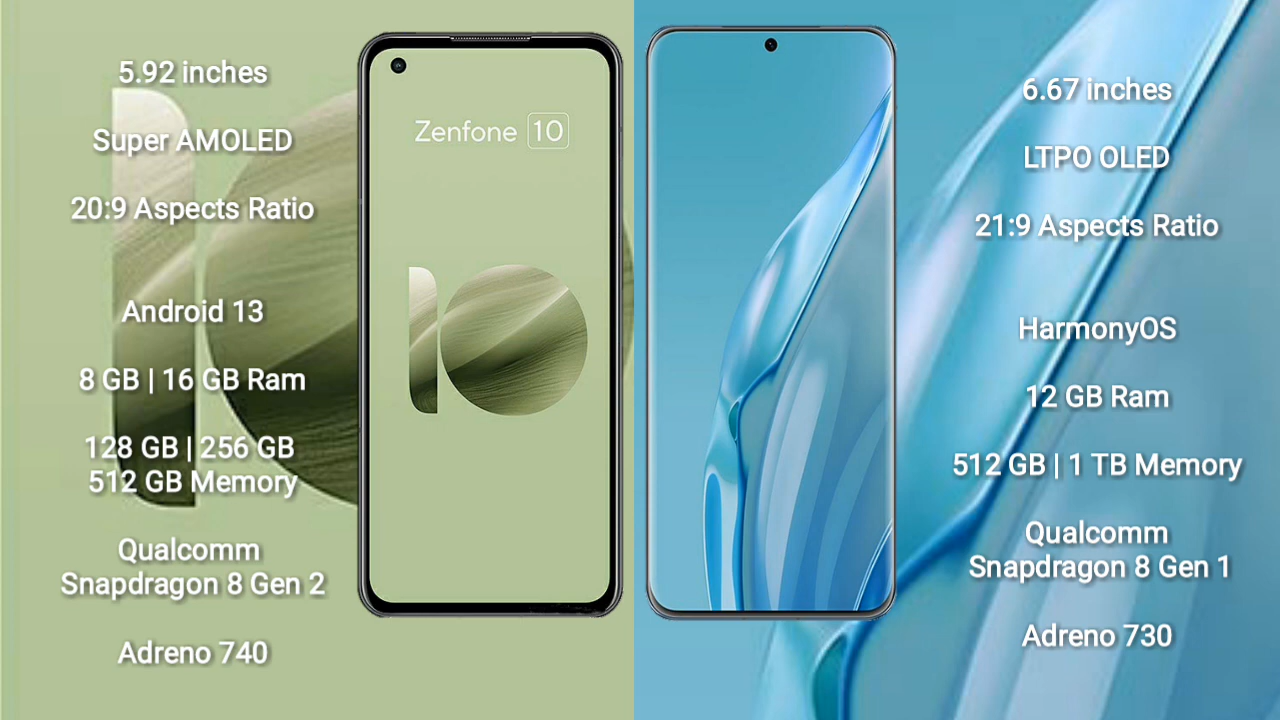 5.92 inches
Super AMOLED
20:9 Aspects Ratio
Android 13
8 GB | 16 GB Ram
128 GB | 256 GB
512 GB Memory
Qualcomm
Snapdragon 8 Gen 2
Adreno 740
Zenfone 10
10
6.67 inches
LTPO OLED
21:9 Aspects Ratio
HarmonyOS
12 GB Ram
512 GB | 1 TB Memory
Qualcomm
Snapdragon 8 Gen 1
Adreno 730